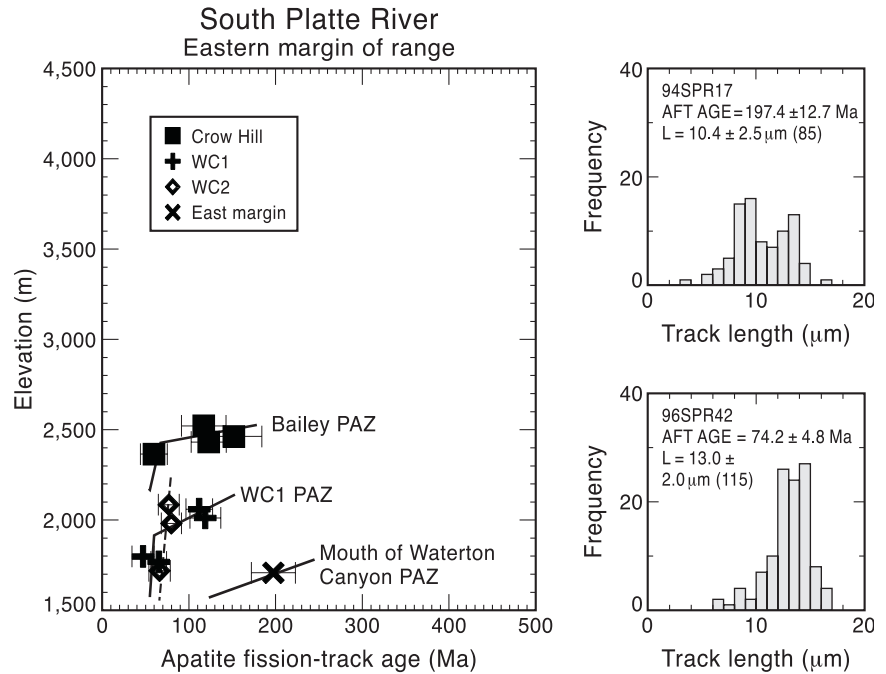 South Platte River
Eastern margin of range
4,500
4,000
3,500
3,000
2,500
2,000
1,500
Elevation (m)
Crow Hill
WC1
WC2
East margin
Bailey PAZ
WC1 PAZ
Mouth of Waterton
Canyon PAZ
0 100 200 300 400 500
Apatite fission-track age (Ma)
40
20
0
Frequency
94SPR17
AFT AGE=197.4 ±12.7 Ma
L = 10.4 ± 2.5 μm (85)
0 10 20
Track length (μm)
40
20
0
Frequency
96SPR42
AFT AGE = 74.2 ± 4.8 Ma
L = 13.0 ±
2.0 μm (115)
0 10 20
Track length (μm)